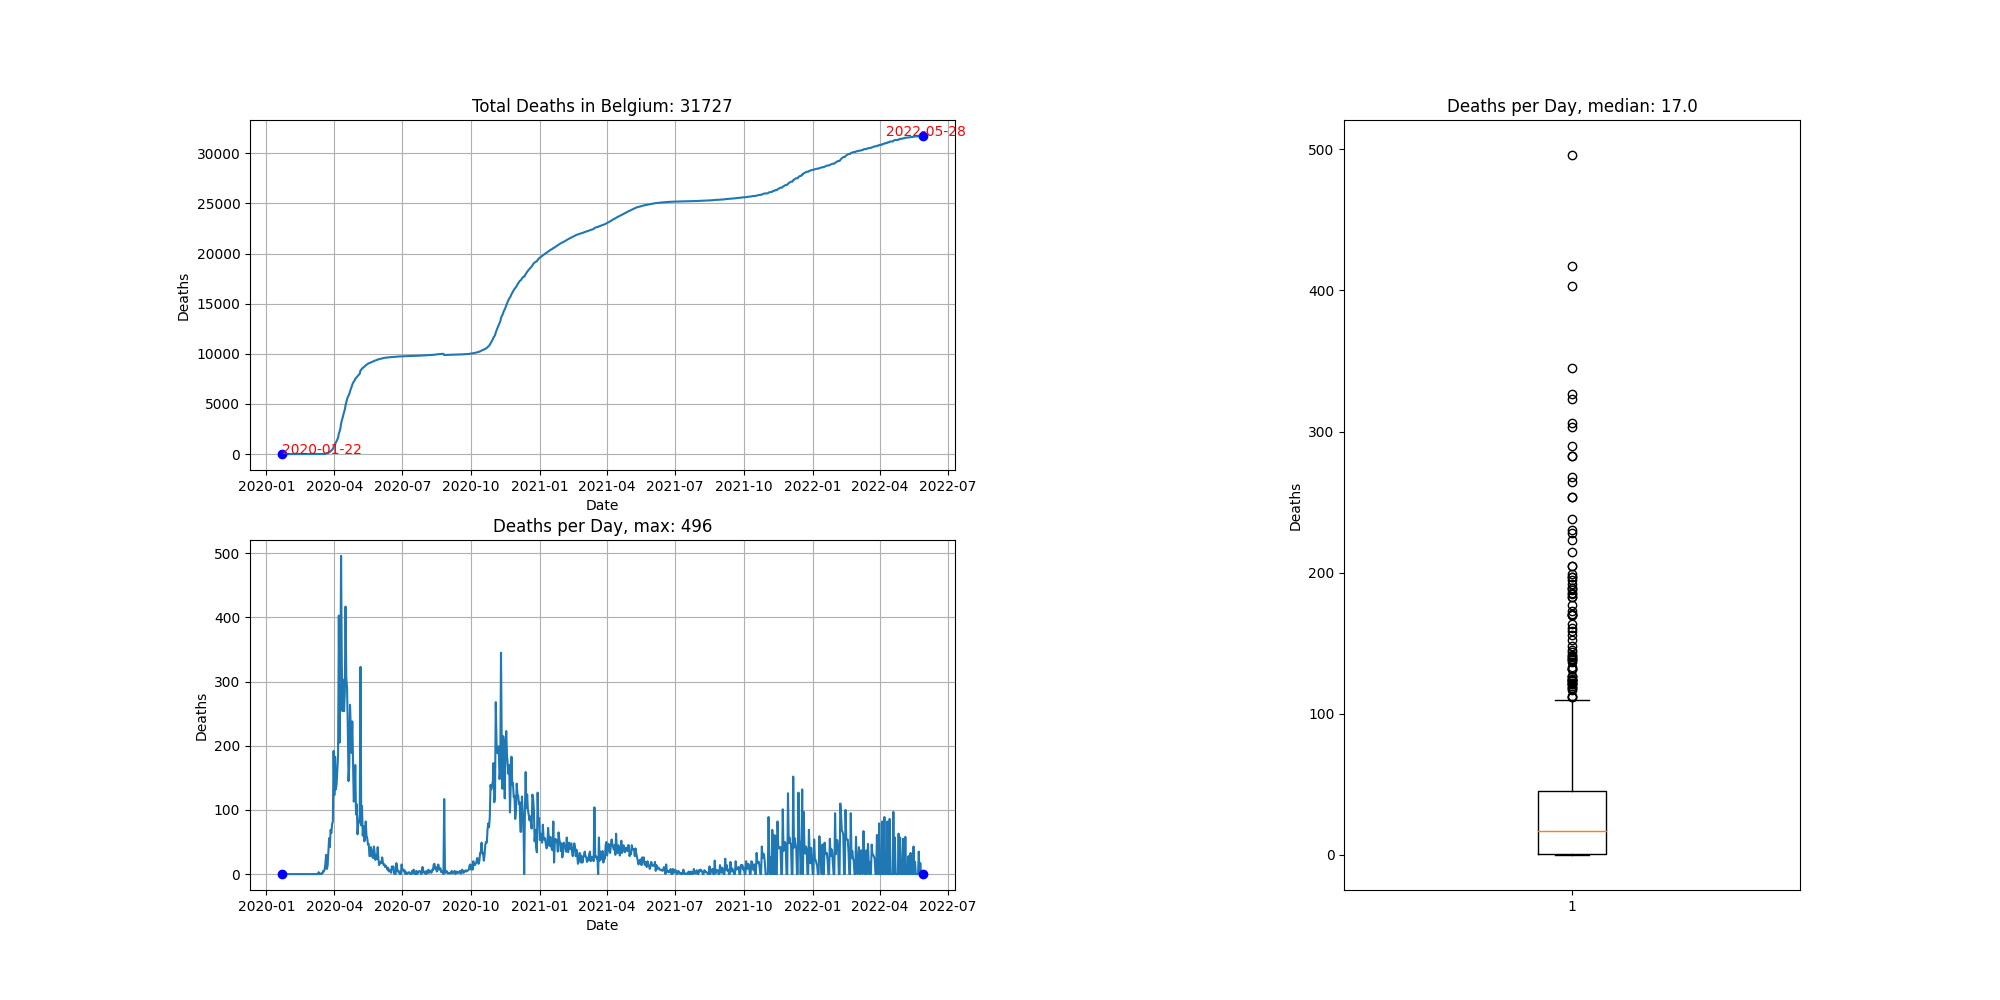 Total Deaths in Belgium: 31727
2022-05-28
30000
25000
20000
15000
10000
5000
0
Deaths
2020-01-22
2020-01 2020-04 2020-07 2020-10 2021-01 2021-04 2021-07 2021-10 2022-01 2022-04 2022-07
Date
Deaths per Day, max: 496
500
400
300
200
100
0
Deaths
2020-01 2020-04 2020-07 2020-10 2021-01 2021-04 2021-07 2021-10 2022-01 2022-04 2022-07
Date
Deaths per Day, median: 17.0
500
400
300
200
100
0
Deaths
1